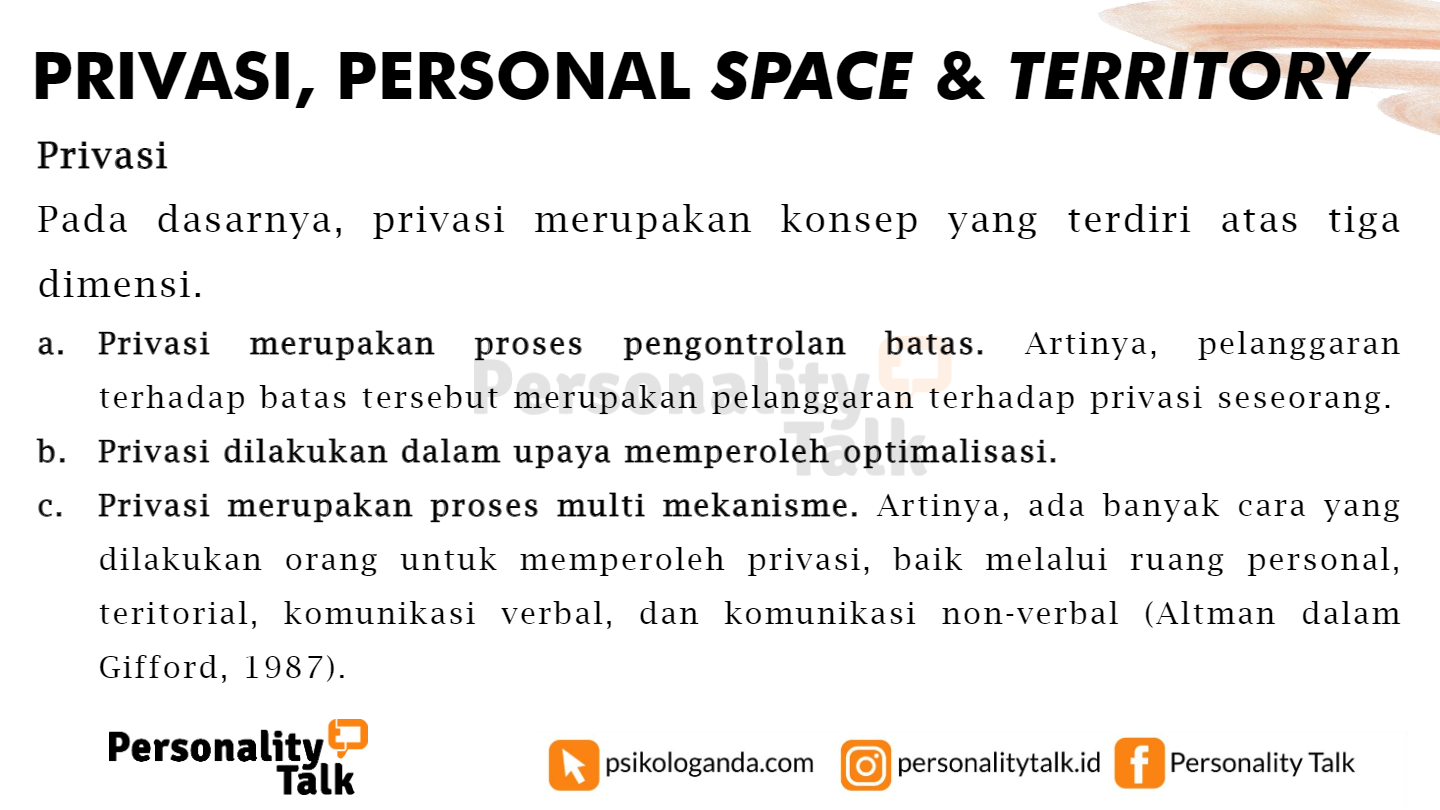 PRIVASI, PERSONAL SPACE & TERRITORY
Privasi
Pada dasarnya, privasi merupakan konsep yang terdiri atas tiga
dimensi.
a. Privasi merupakan proses pengontrolan batas. Artinya, pelanggaran
terhadap batas tersebut merupakan pelanggaran terhadap privasi seseorang.
b. Privasi dilakukan dalam upaya memperoleh optimalisasi.
c. Privasi merupakan proses multi mekanisme. Artinya, ada banyak cara yang
dilakukan orang untuk memperoleh privasi, baik melalui ruang personal,
teritorial, komunikasi verbal, dan komunikasi non-verbal (Altman dalam
Gifford, 1987).
Personality
Talk
Personality
Talk
psikologanda.com
personalitytalk.id
Personality Talk